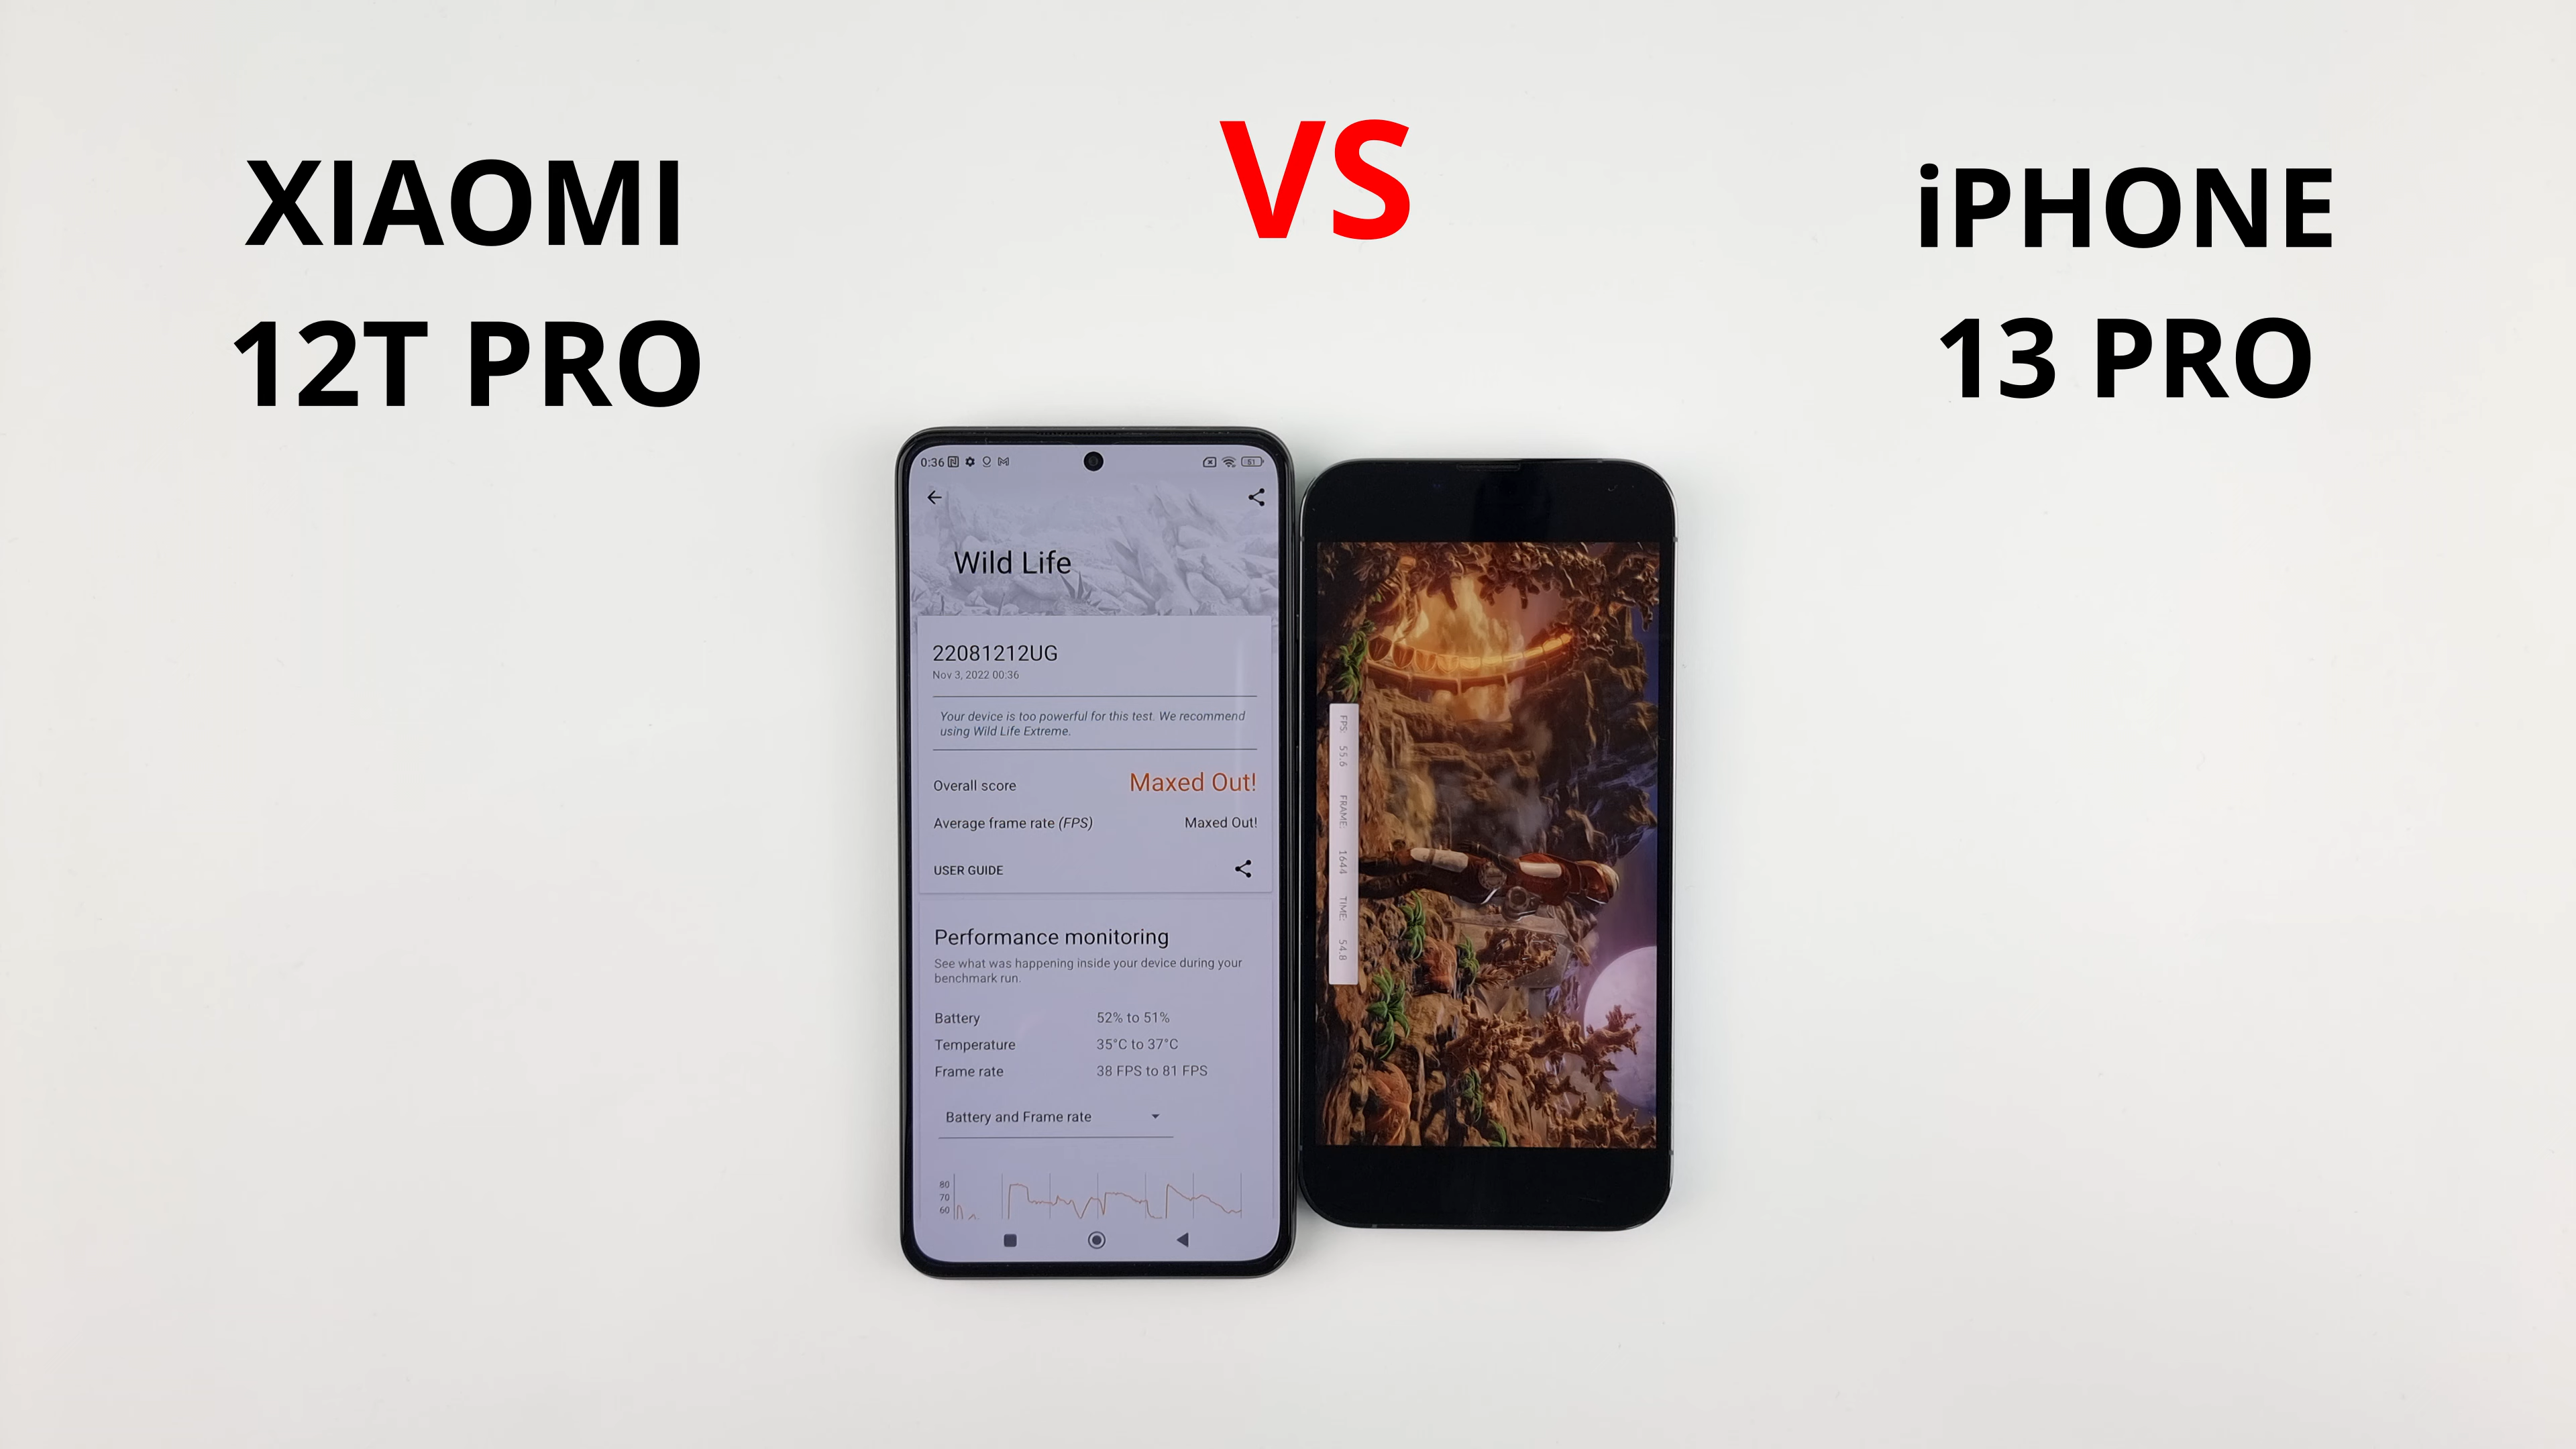 XIAOMI
12T PRO
VS
iPHONE
13 PRO
0:36
51
Wild Life
22081212UG
Nov 3, 2022 00:36
Your device is too powerful for this test. We recommend
using Wild Life Extreme.
Overall score Maxed Out!
Average frame rate (FPS) Maxed Out!
USER GUIDE
Performance monitoring
See what was happening inside your device during your
benchmark run.
Battery 52% to 51%
Temperature 35°C to 37°C
Frame rate 38 FPS to 81 FPS
Battery and Frame rate
80
70
60
FPS: 55.6 FRAME: 1644 TIME: 54.8